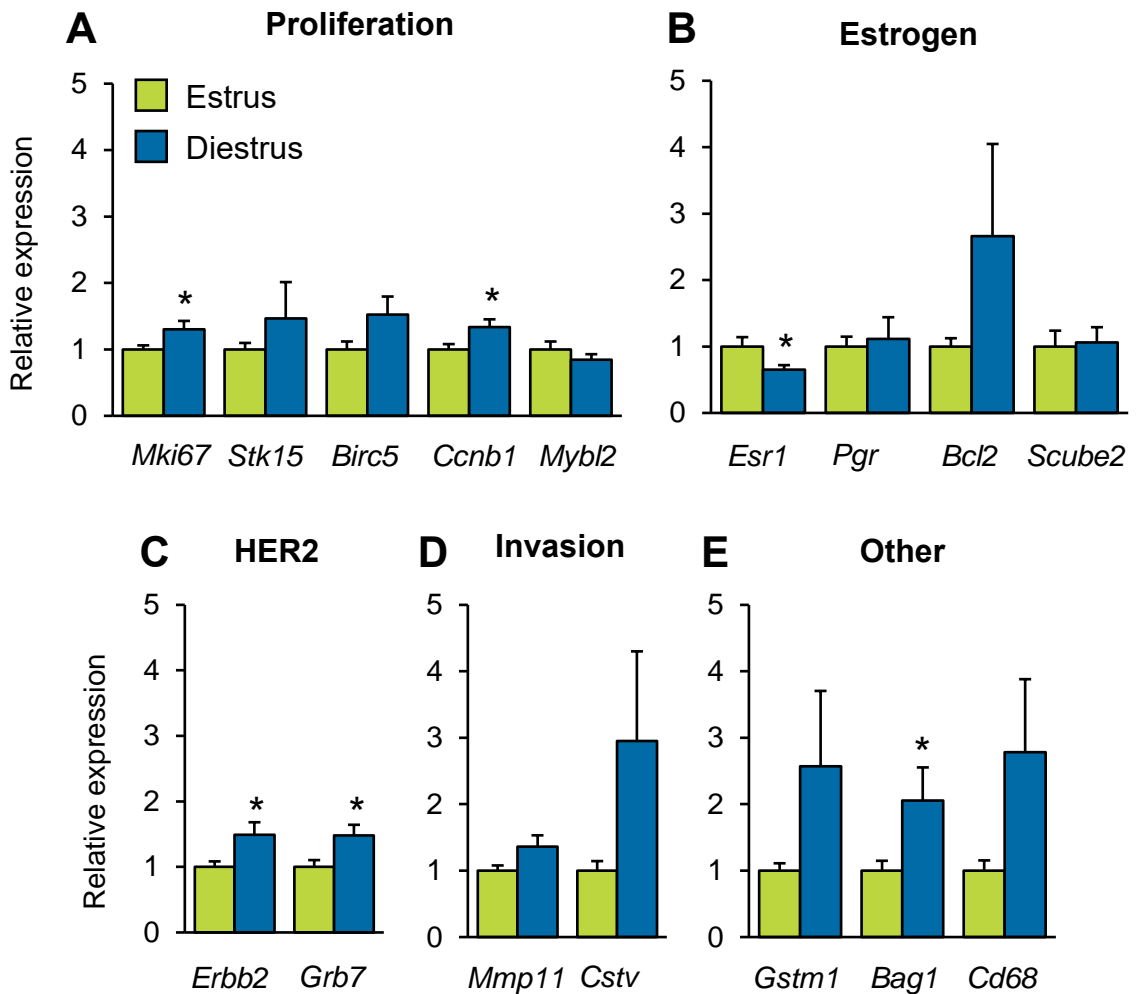 A Proliferation
Relative expression
5
4
3
2
1
0
Estrus
Diestrus
*
*
Mki67 Stk15 Birc5 Ccnb1 Mybl2
B Estrogen
5
4
3
2
1
0
*
Esr1 Pgr Bcl2 Scube2
C HER2
Relative expression
5
4
3
2
1
0
* *
Erbb2 Grb7
D Invasion
5
4
3
2
1
0
Mmp11 Cstv
E Other
5
4
3
2
1
0
*
Gstm1 Bag1 Cd68